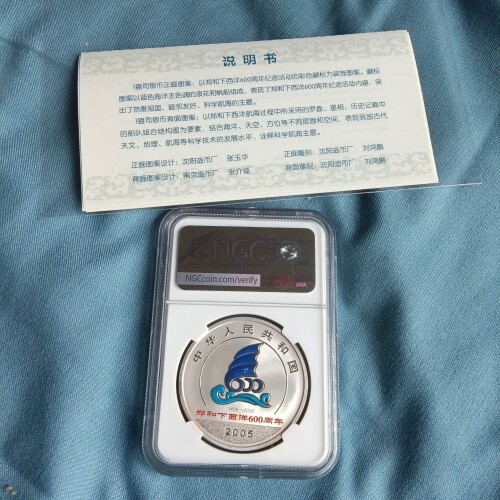 说明书
1盎司银币正面图案:以郑和下西洋600周年纪念活动的彩色徽标为装饰图案。徽标
图案以蓝色海洋主色调的浪花和帆船组成,表现了郑和下西洋600周年纪念活动内涵,突
出了热爱祖国、睦邻友好、科学航海的主题。
1盎司银币背面图案:以郑和下西洋航海过程中所采用的罗盘、星相、历史记载中
的船队组合结构图为要素,结合海洋、天空、方位等不同层面和空间,表现我国古代
天文、地理、航海等科学技术的发展水平,诠释科学航海主题。
正面图案设计:沈阳造币厂 张玉华 正面雕刻:沈阳造币厂 刘鸿鹏
背面图案设计:南京造币厂 张介福 背面雕刻:沈阳造币厂 刘鸿鹏
NGC
NGCcoin.com/verify
ANA
中华人民共和国
1405-2005
郑和下西洋600周年
2005